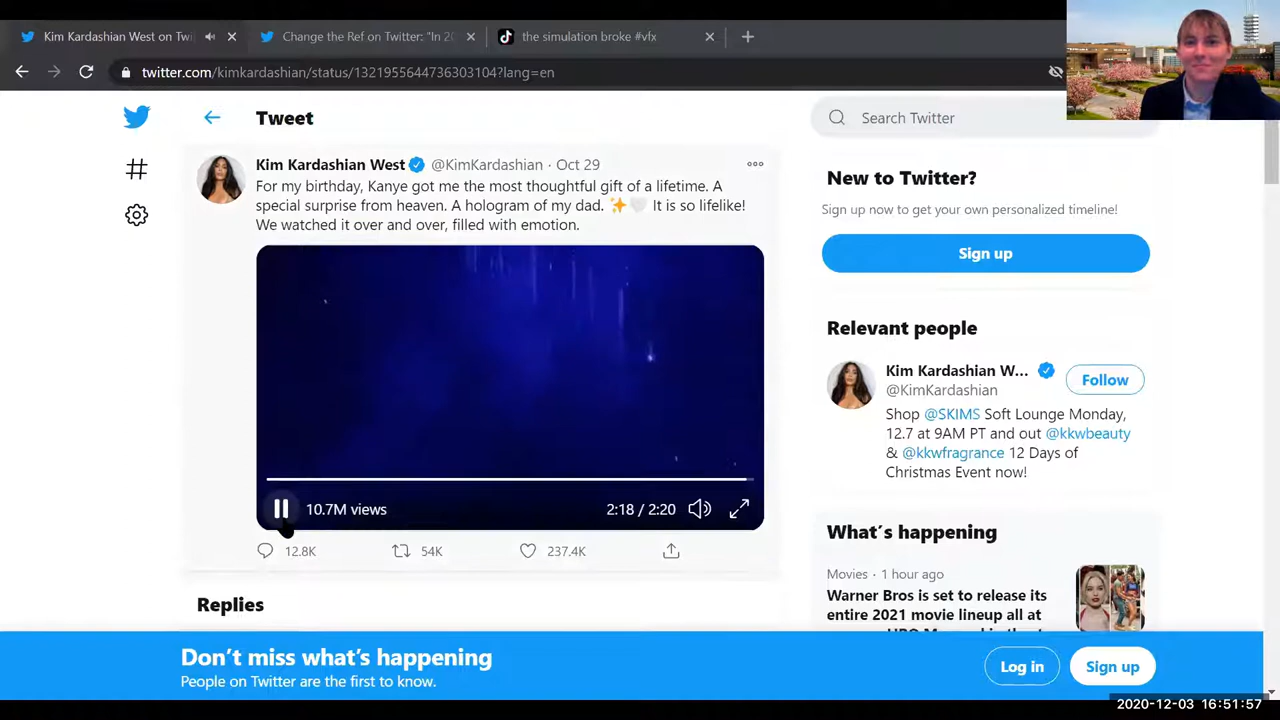 Kim Kardashian West on Twi
Change the Ref on Twitter: "In 20
the simulation broke #vfx
twitter.com/kimkardashian/status/1321955644736303104?lang=en
Tweet
Search Twitter
Kim Kardashian West @KimKardashian · Oct 29
For my birthday, Kanye got me the most thoughtful gift of a lifetime. A
special surprise from heaven. A hologram of my dad. ✨🤍 It is so lifelike!
We watched it over and over, filled with emotion.
10.7M views
2:18 / 2:20
12.8K
54K
237.4K
Replies
New to Twitter?
Sign up now to get your own personalized timeline!
Sign up
Relevant people
Kim Kardashian W...
@KimKardashian
Follow
Shop @SKIMS Soft Lounge Monday,
12.7 at 9AM PT and out @kkwbeauty
& @kkwfragrance 12 Days of
Christmas Event now!
What's happening
Movies · 1 hour ago
Warner Bros is set to release its
entire 2021 movie lineup all at
Don't miss what's happening
People on Twitter are the first to know.
Log in
Sign up
2020-12-03 16:51:57